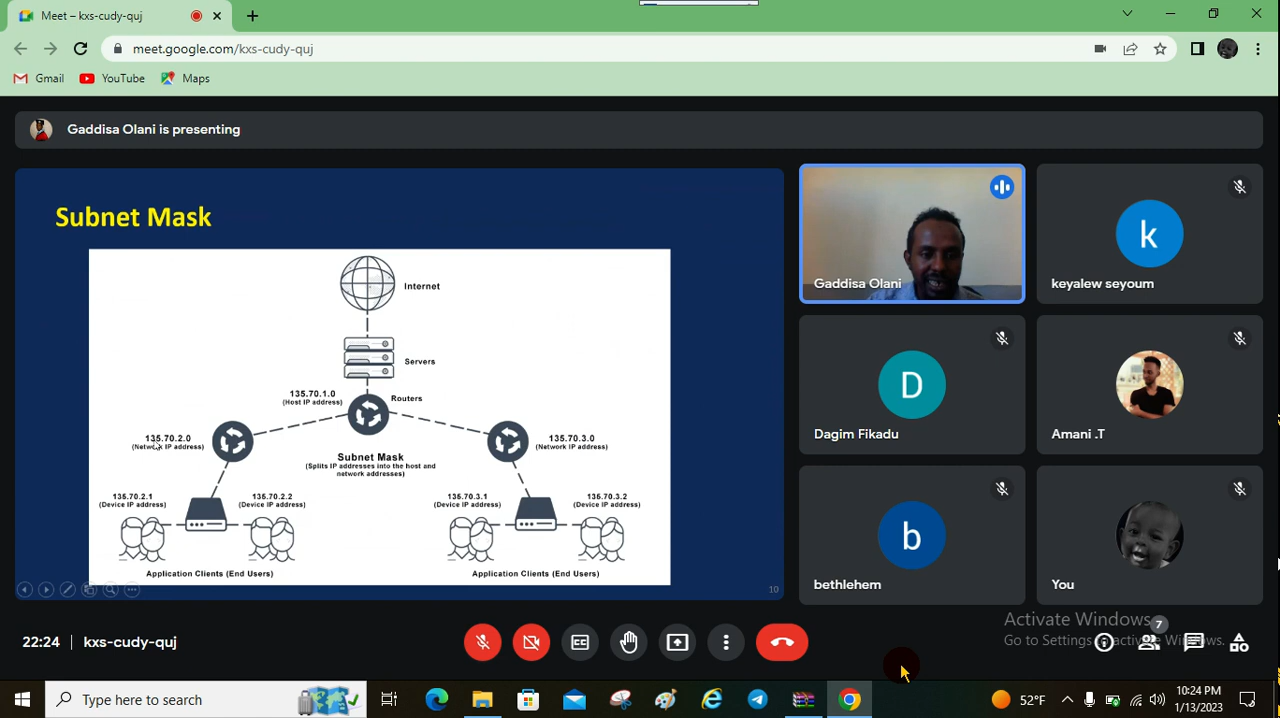 Meet – kxs-cudy-quj
meet.google.com/kxs-cudy-quj
Gmail
YouTube
Maps
Gaddisa Olani is presenting
Subnet Mask
Internet
Servers
135.70.1.0
(Host IP address)
Routers
135.70.2.0
(Network IP address)
135.70.3.0
(Network IP address)
Subnet Mask
(Splits IP addresses into the host and
network addresses)
135.70.2.1
(Device IP address)
135.70.2.2
(Device IP address)
135.70.3.1
(Device IP address)
135.70.3.2
(Device IP address)
Application Clients (End Users)
Application Clients (End Users)
10
Gaddisa Olani
k
keyalew seyoum
D
Dagim Fikadu
Amani .T
b
bethlehem
You
Activate Windows
Go to Settings to activate Windows.
22:24
kxs-cudy-quj
CC
7
Type here to search
52°F
10:24 PM
1/13/2023